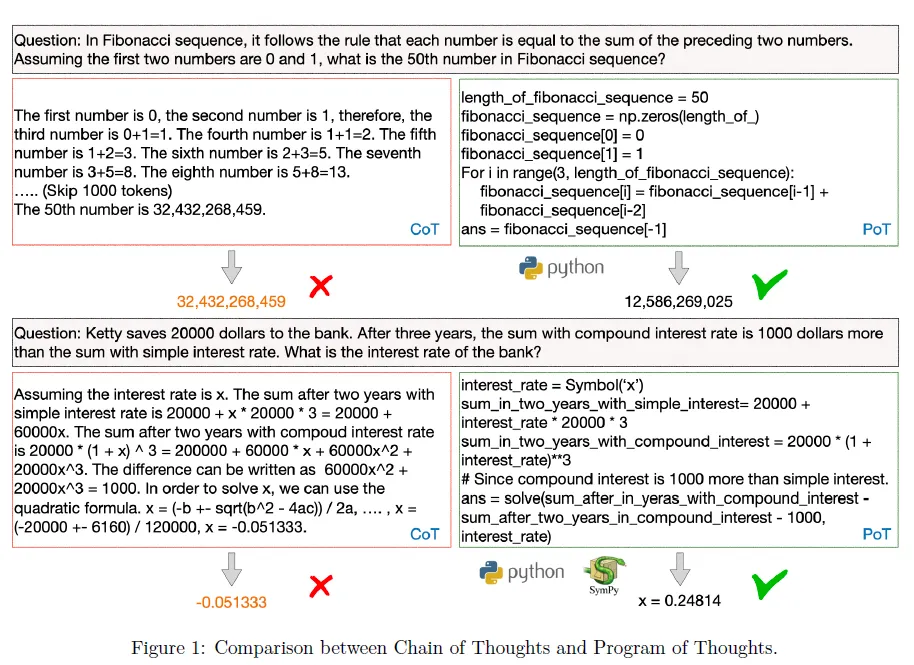 Question: In Fibonacci sequence, it follows the rule that each number is equal to the sum of the preceding two numbers.
Assuming the first two numbers are 0 and 1, what is the 50th number in Fibonacci sequence?
The first number is 0, the second number is 1, therefore, the
third number is 0+1=1. The fourth number is 1+1=2. The fifth
number is 1+2=3. The sixth number is 2+3=5. The seventh
number is 3+5=8. The eighth number is 5+8=13.
..... (Skip 1000 tokens)
The 50th number is 32,432,268,459.
CoT
length_of_fibonacci_sequence = 50
fibonacci_sequence = np.zeros(length_of_)
fibonacci_sequence[0] = 0
fibonacci_sequence[1] = 1
For i in range(3, length_of_fibonacci_sequence):
fibonacci_sequence[i] = fibonacci_sequence[i-1] +
fibonacci_sequence[i-2]
ans = fibonacci_sequence[-1]
PoT
python
32,432,268,459
12,586,269,025
Question: Ketty saves 20000 dollars to the bank. After three years, the sum with compound interest rate is 1000 dollars more
than the sum with simple interest rate. What is the interest rate of the bank?
Assuming the interest rate is x. The sum after two years with
simple interest rate is 20000 + x * 20000 * 3 = 20000 +
60000x. The sum after two years with compoud interest rate
is 20000 * (1 + x) ^ 3 = 200000 + 60000 * x + 60000x^2 +
20000x^3. The difference can be written as 60000x^2 +
20000x^3 = 1000. In order to solve x, we can use the
quadratic formula. x = (-b +- sqrt(b^2 - 4ac)) / 2a, …. , x =
(-20000 +- 6160) / 120000, x = -0.051333.
CoT
interest_rate = Symbol(‘x’)
sum_in_two_years_with_simple_interest= 20000 +
interest_rate * 20000 * 3
sum_in_two_years_with_compound_interest = 20000 * (1 +
interest_rate)**3
# Since compound interest is 1000 more than simple interest.
ans = solve(sum_after_in_yeras_with_compound_interest -
sum_after_two_years_in_compound_interest - 1000,
interest_rate)
PoT
python
SymPy
-0.051333
x = 0.24814
Figure 1: Comparison between Chain of Thoughts and Program of Thoughts.